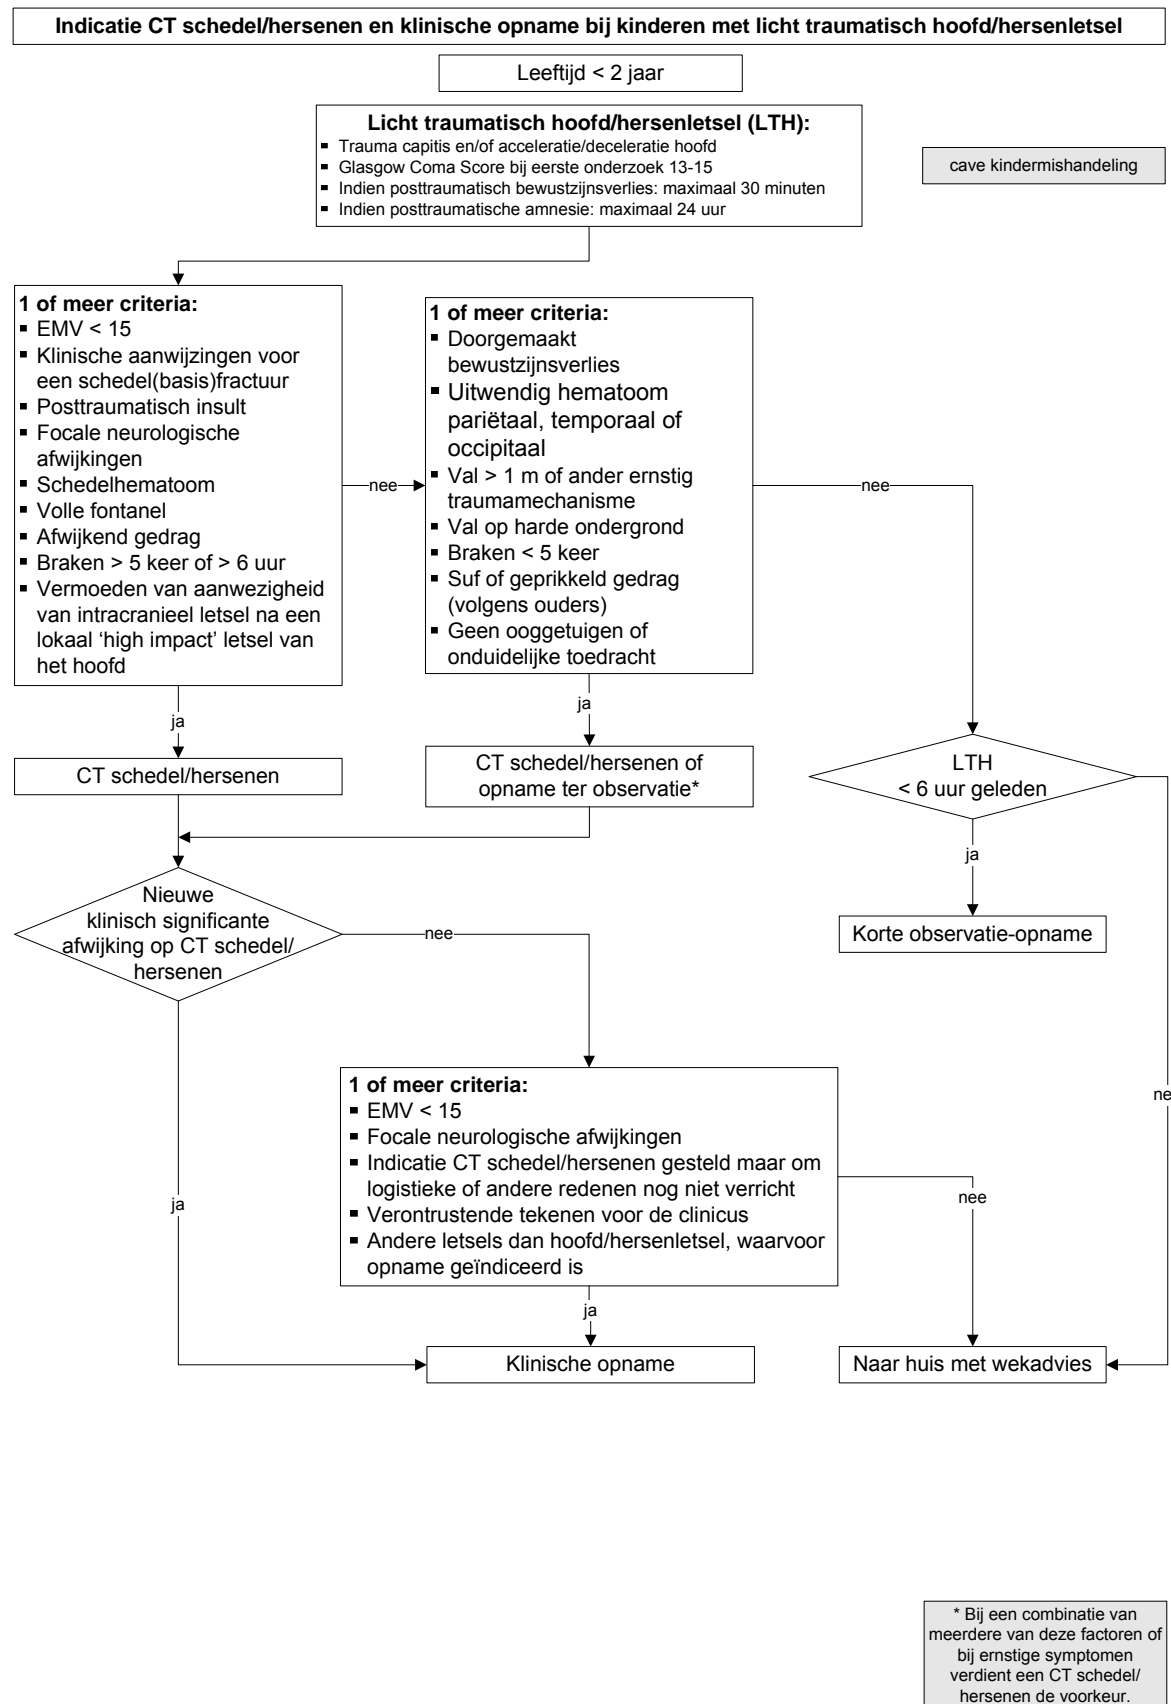 Indicatie CT schedel/hersenen en klinische opname bij kinderen met licht traumatisch hoofd/hersenletsel
Leeftijd < 2 jaar
Licht traumatisch hoofd/hersenletsel (LTH):
▪ Trauma capitis en/of acceleratie/deceleratie hoofd
▪ Glasgow Coma Score bij eerste onderzoek 13-15
▪ Indien posttraumatisch bewustzijnsverlies: maximaal 30 minuten
▪ Indien posttraumatische amnesie: maximaal 24 uur
cave kindermishandeling
1 of meer criteria:
▪ EMV < 15
▪ Klinische aanwijzingen voor
een schedel(basis)fractuur
▪ Posttraumatisch insult
▪ Focale neurologische
afwijkingen
▪ Schedelhematoom
▪ Volle fontanel
▪ Afwijkend gedrag
▪ Braken > 5 keer of > 6 uur
▪ Vermoeden van aanwezigheid
van intracranieel letsel na een
lokaal ‘high impact’ letsel van
het hoofd
nee
1 of meer criteria:
▪ Doorgemaakt
bewustzijnsverlies
▪ Uitwendig hematoom
pariëtaal, temporaal of
occipitaal
▪ Val > 1 m of ander ernstig
traumamechanisme
▪ Val op harde ondergrond
▪ Braken < 5 keer
▪ Suf of geprikkeld gedrag
(volgens ouders)
▪ Geen ooggetuigen of
onduidelijke toedracht
nee
ja
ja
CT schedel/hersenen
CT schedel/hersenen of
opname ter observatie*
LTH
< 6 uur geleden
ja
Korte observatie-opname
Nieuwe
klinisch significante
afwijking op CT schedel/
hersenen
nee
1 of meer criteria:
▪ EMV < 15
▪ Focale neurologische afwijkingen
▪ Indicatie CT schedel/hersenen gesteld maar om
logistieke of andere redenen nog niet verricht
▪ Verontrustende tekenen voor de clinicus
▪ Andere letsels dan hoofd/hersenletsel, waarvoor
opname geïndiceerd is
ne
nee
ja
ja
Klinische opname
Naar huis met wekadvies
* Bij een combinatie van
meerdere van deze factoren of
bij ernstige symptomen
verdient een CT schedel/
hersenen de voorkeur.